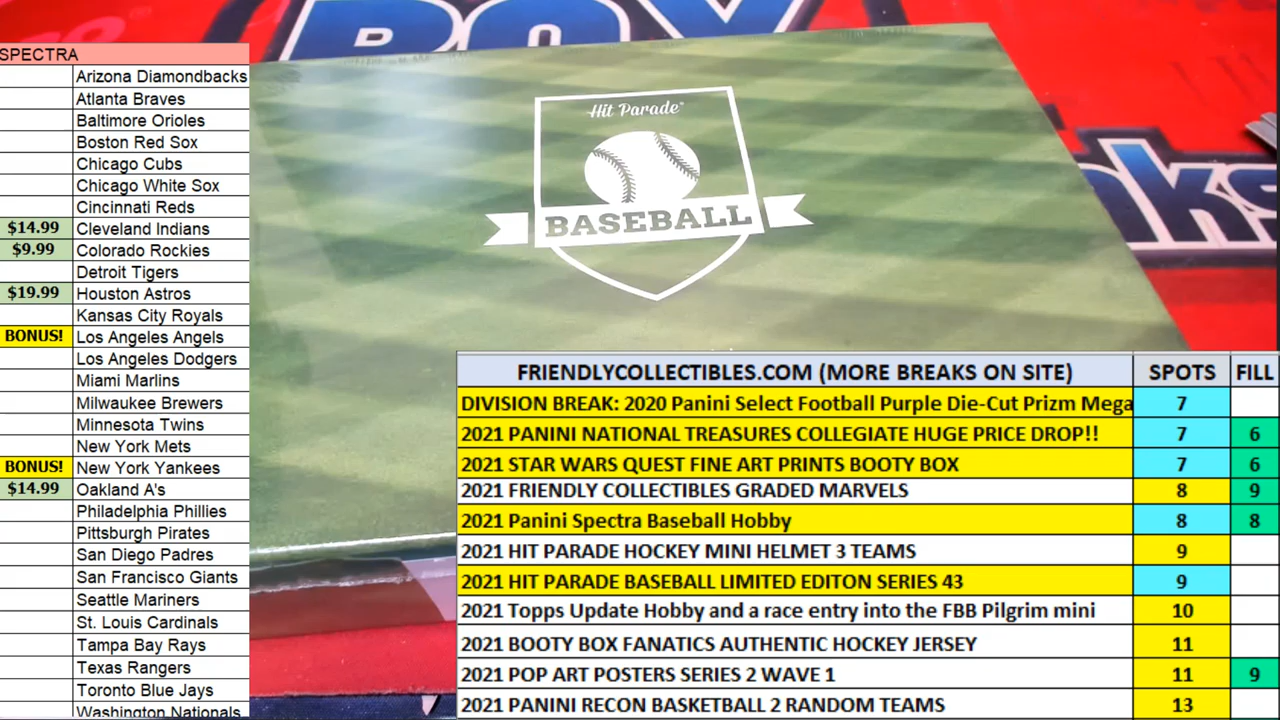 SPECTRA
Arizona Diamondbacks
Atlanta Braves
Baltimore Orioles
Boston Red Sox
Chicago Cubs
Chicago White Sox
Cincinnati Reds
$14.99 Cleveland Indians
$9.99 Colorado Rockies
Detroit Tigers
$19.99 Houston Astros
Kansas City Royals
BONUS! Los Angeles Angels
Los Angeles Dodgers
Miami Marlins
Milwaukee Brewers
Minnesota Twins
New York Mets
BONUS! New York Yankees
$14.99 Oakland A's
Philadelphia Phillies
Pittsburgh Pirates
San Diego Padres
San Francisco Giants
Seattle Mariners
St. Louis Cardinals
Tampa Bay Rays
Texas Rangers
Toronto Blue Jays
Washington Nationals
BOX
Hit Parade
BASEBALL
FRIENDLYCOLLECTIBLES.COM (MORE BREAKS ON SITE) SPOTS FILL
DIVISION BREAK: 2020 Panini Select Football Purple Die-Cut Prizm Mega 7
2021 PANINI NATIONAL TREASURES COLLEGIATE HUGE PRICE DROP!! 7 6
2021 STAR WARS QUEST FINE ART PRINTS BOOTY BOX 7 6
2021 FRIENDLY COLLECTIBLES GRADED MARVELS 8 9
2021 Panini Spectra Baseball Hobby 8 8
2021 HIT PARADE HOCKEY MINI HELMET 3 TEAMS 9
2021 HIT PARADE BASEBALL LIMITED EDITON SERIES 43 9
2021 Topps Update Hobby and a race entry into the FBB Pilgrim mini 10
2021 BOOTY BOX FANATICS AUTHENTIC HOCKEY JERSEY 11
2021 POP ART POSTERS SERIES 2 WAVE 1 11 9
2021 PANINI RECON BASKETBALL 2 RANDOM TEAMS 13